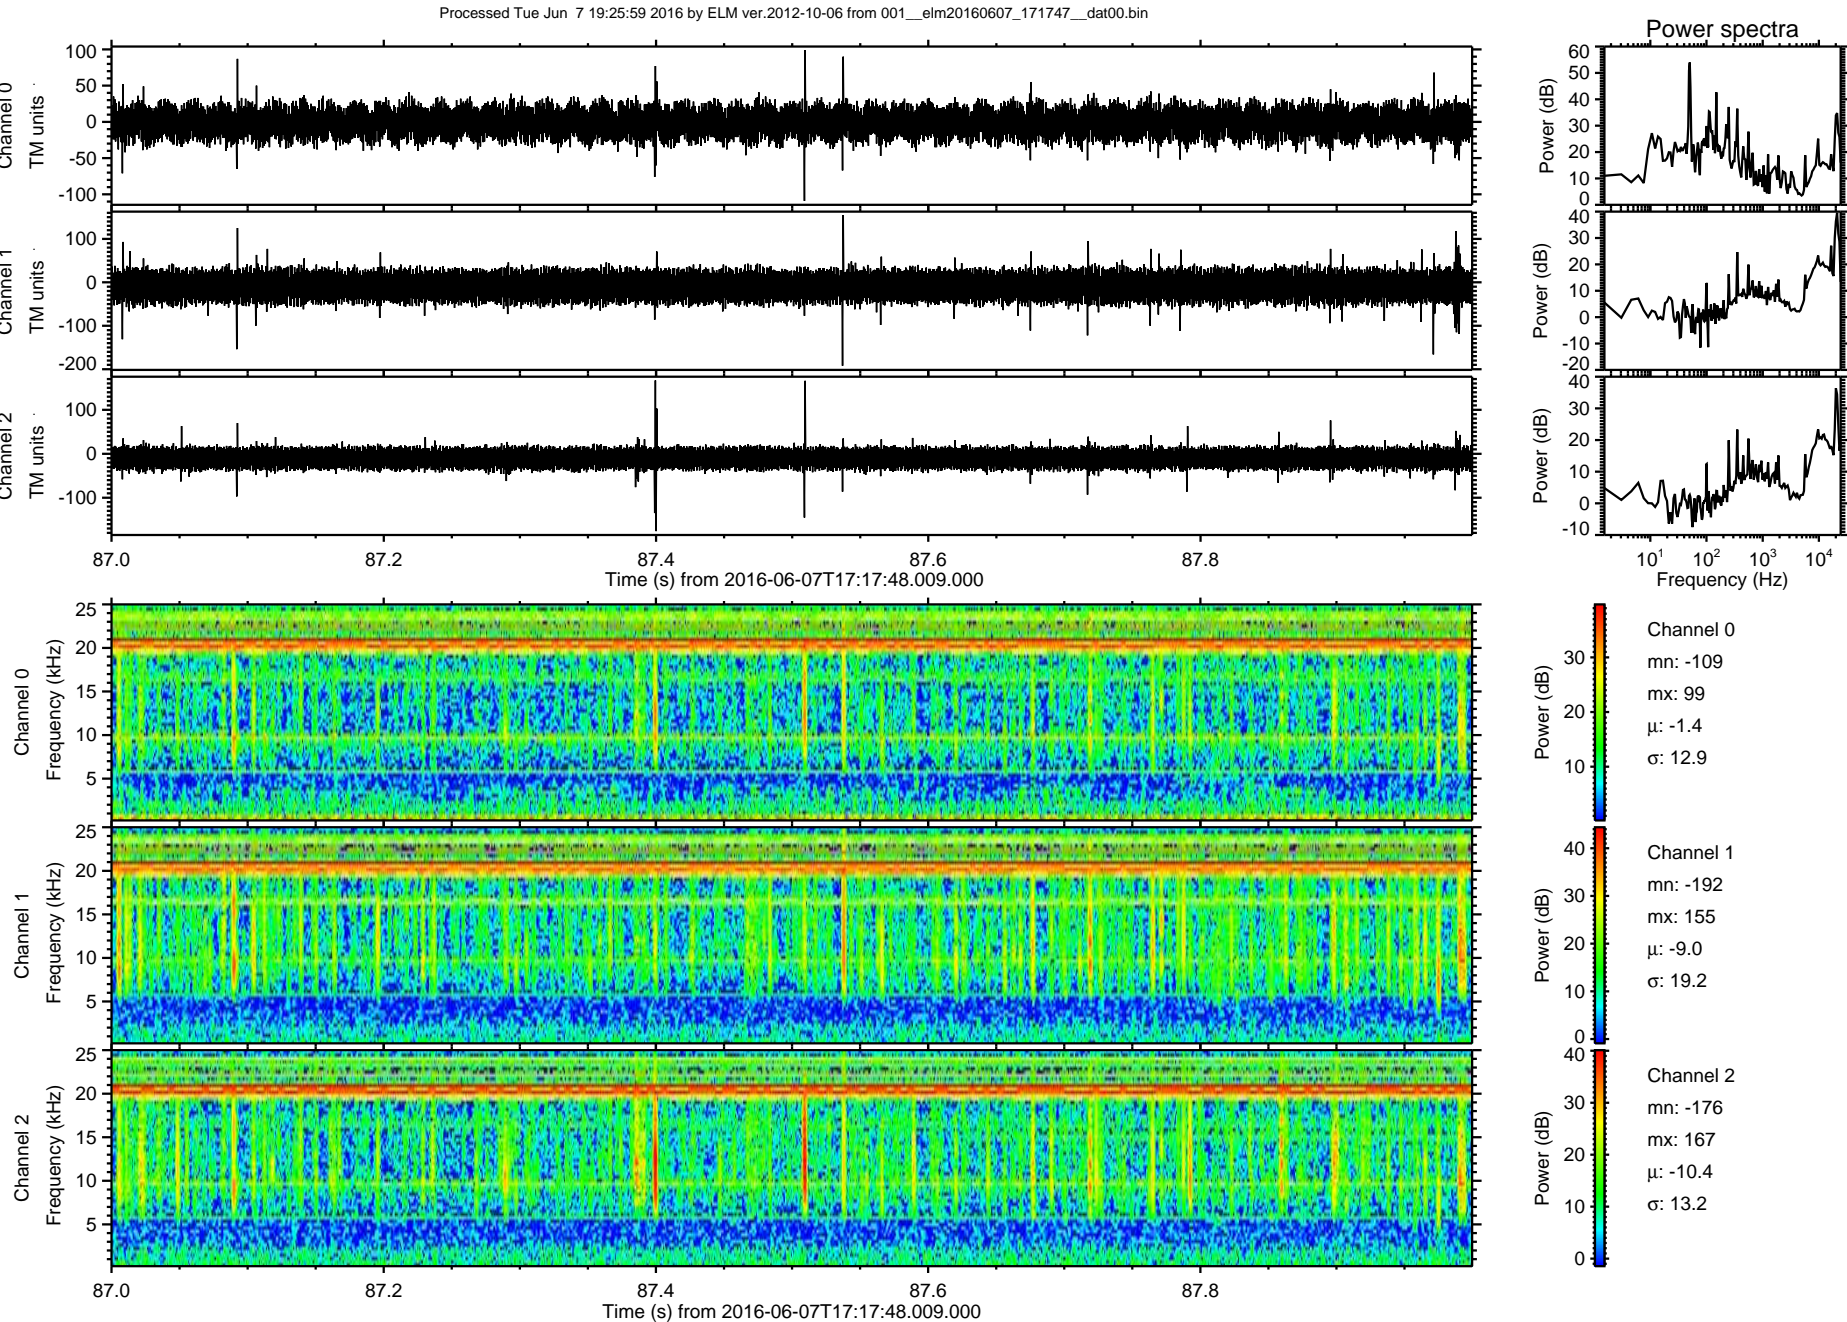 Processed Tue Jun 7 19:25:59 2016 by ELM ver.2012-10-06 from 001__elm20160607_171747__dat00.bin
Power spectra
Channel 0
TM units
100
50
0
-50
-100
Power (dB)
60
50
40
30
20
10
0
Channel 1
TM units
100
0
-100
-200
Power (dB)
40
30
20
10
0
-10
-20
Channel 2
TM units
100
0
-100
Power (dB)
40
30
20
10
0
-10
87.0 87.2 87.4 87.6 87.8
Time (s) from 2016-06-07T17:17:48.009.000
10^1 10^2 10^3 10^4
Frequency (Hz)
Channel 0
Frequency (kHz)
25
20
15
10
5
Power (dB)
30
20
10
Channel 0
mn: -109
mx: 99
μ: -1.4
σ: 12.9
Channel 1
Frequency (kHz)
25
20
15
10
5
Power (dB)
40
30
20
10
0
Channel 1
mn: -192
mx: 155
μ: -9.0
σ: 19.2
Channel 2
Frequency (kHz)
25
20
15
10
5
Power (dB)
40
30
20
10
0
Channel 2
mn: -176
mx: 167
μ: -10.4
σ: 13.2
87.0 87.2 87.4 87.6 87.8
Time (s) from 2016-06-07T17:17:48.009.000